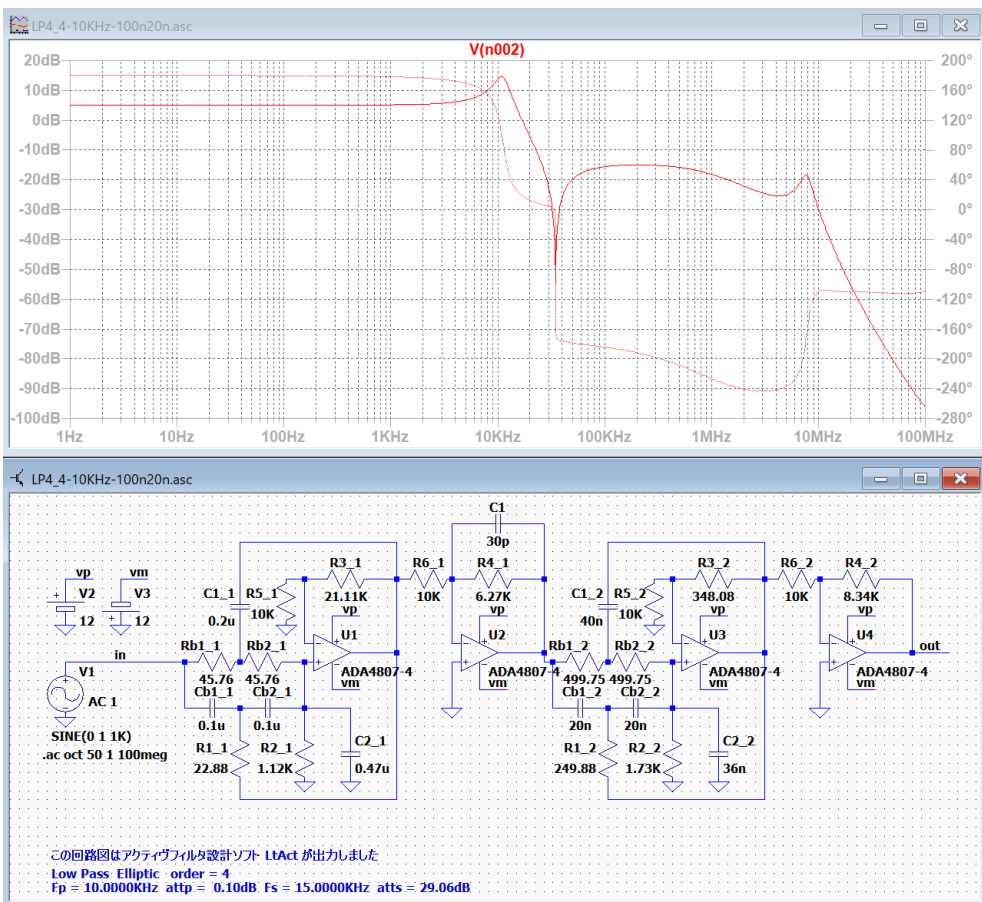 LP4_4-10KHz-100n20n.asc
V(n002)
20dB
10dB
0dB
-10dB
-20dB
-30dB
-40dB
-50dB
-60dB
-70dB
-80dB
-90dB
-100dB
200°
160°
120°
80°
40°
0°
-40°
-80°
-120°
-160°
-200°
-240°
-280°
1Hz 10Hz 100Hz 1KHz 10KHz 100KHz 1MHz 10MHz 100MHz
LP4_4-10KHz-100n20n.asc
C1
30p
vp vm
V2 V3
12 12
C1_1 R5_1 R3_1 R6_1 R4_1 C1_2 R5_2 R3_2 R6_2 R4_2
0.2u 10K 21.11K 10K 6.27K 40n 10K 348.08 10K 8.34K
vp vp vp vp
in Rb1_1 Rb2_1 U1 U2 Rb1_2 Rb2_2 U3 U4 out
V1 45.76 45.76 ADA4807-4 ADA4807-4 499.75 499.75 ADA4807-4 ADA4807-4
Cb1_1 Cb2_1 vm vm Cb1_2 Cb2_2 vm vm
AC 1 0.1u 0.1u 20n 20n
SINE(0 1 1K) R1_1 R2_1 C2_1 R1_2 R2_2 C2_2
.ac oct 50 1 100meg 22.88 1.12K 0.47u 249.88 1.73K 36n
この回路図はアクティヴフィルタ設計ソフト LtAct が出力しました
Low Pass Elliptic order = 4
Fp = 10.0000KHz attp = 0.10dB Fs = 15.0000KHz atts = 29.06dB